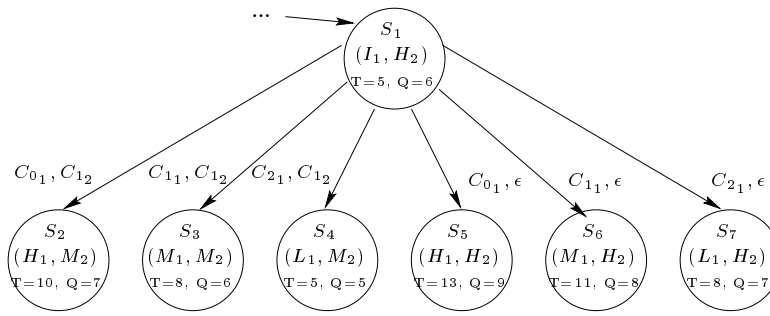 ...
S₁
(I₁, H₂)
T=5, Q=6
C₀₁, C₁₂
C₁₁, C₁₂
C₂₁, C₁₂
C₀₁, ϵ
C₁₁, ϵ
C₂₁, ϵ
S₂
(H₁, M₂)
T=10, Q=7
S₃
(M₁, M₂)
T=8, Q=6
S₄
(L₁, M₂)
T=5, Q=5
S₅
(H₁, H₂)
T=13, Q=9
S₆
(M₁, H₂)
T=11, Q=8
S₇
(L₁, H₂)
T=8, Q=7